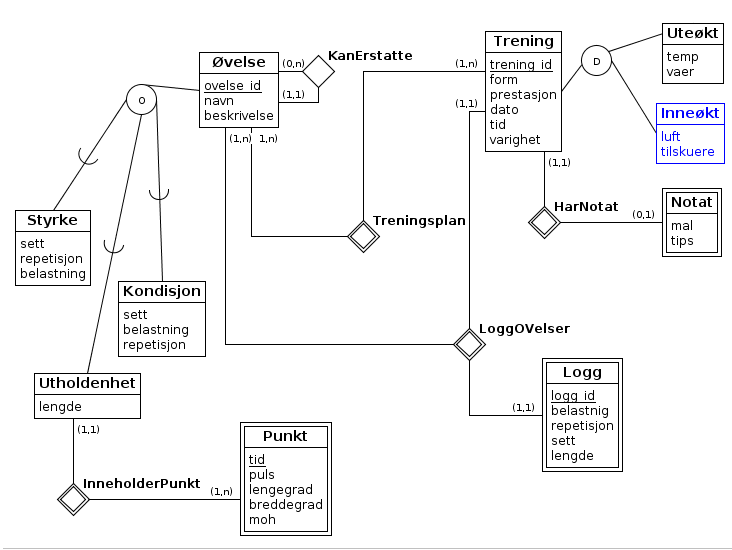 Øvelse
ovelse_id
navn
beskrivelse
(0,n)
(1,1)
KanErstatte
(1,n)
1,n)
Trening
trening_id
form
prestasjon
dato
tid
varighet
(1,n)
(1,1)
(1,1)
D
Uteøkt
temp
vaer
Inneøkt
luft
tilskuere
O
HarNotat
(0,1)
Notat
mal
tips
Treningsplan
Styrke
sett
repetisjon
belastning
Kondisjon
sett
belastning
repetisjon
LoggOVelser
(1,1)
Logg
logg_id
belastnig
repetisjon
sett
lengde
Utholdenhet
lengde
(1,1)
InneholderPunkt
(1,n)
Punkt
tid
puls
lengegrad
breddegrad
moh